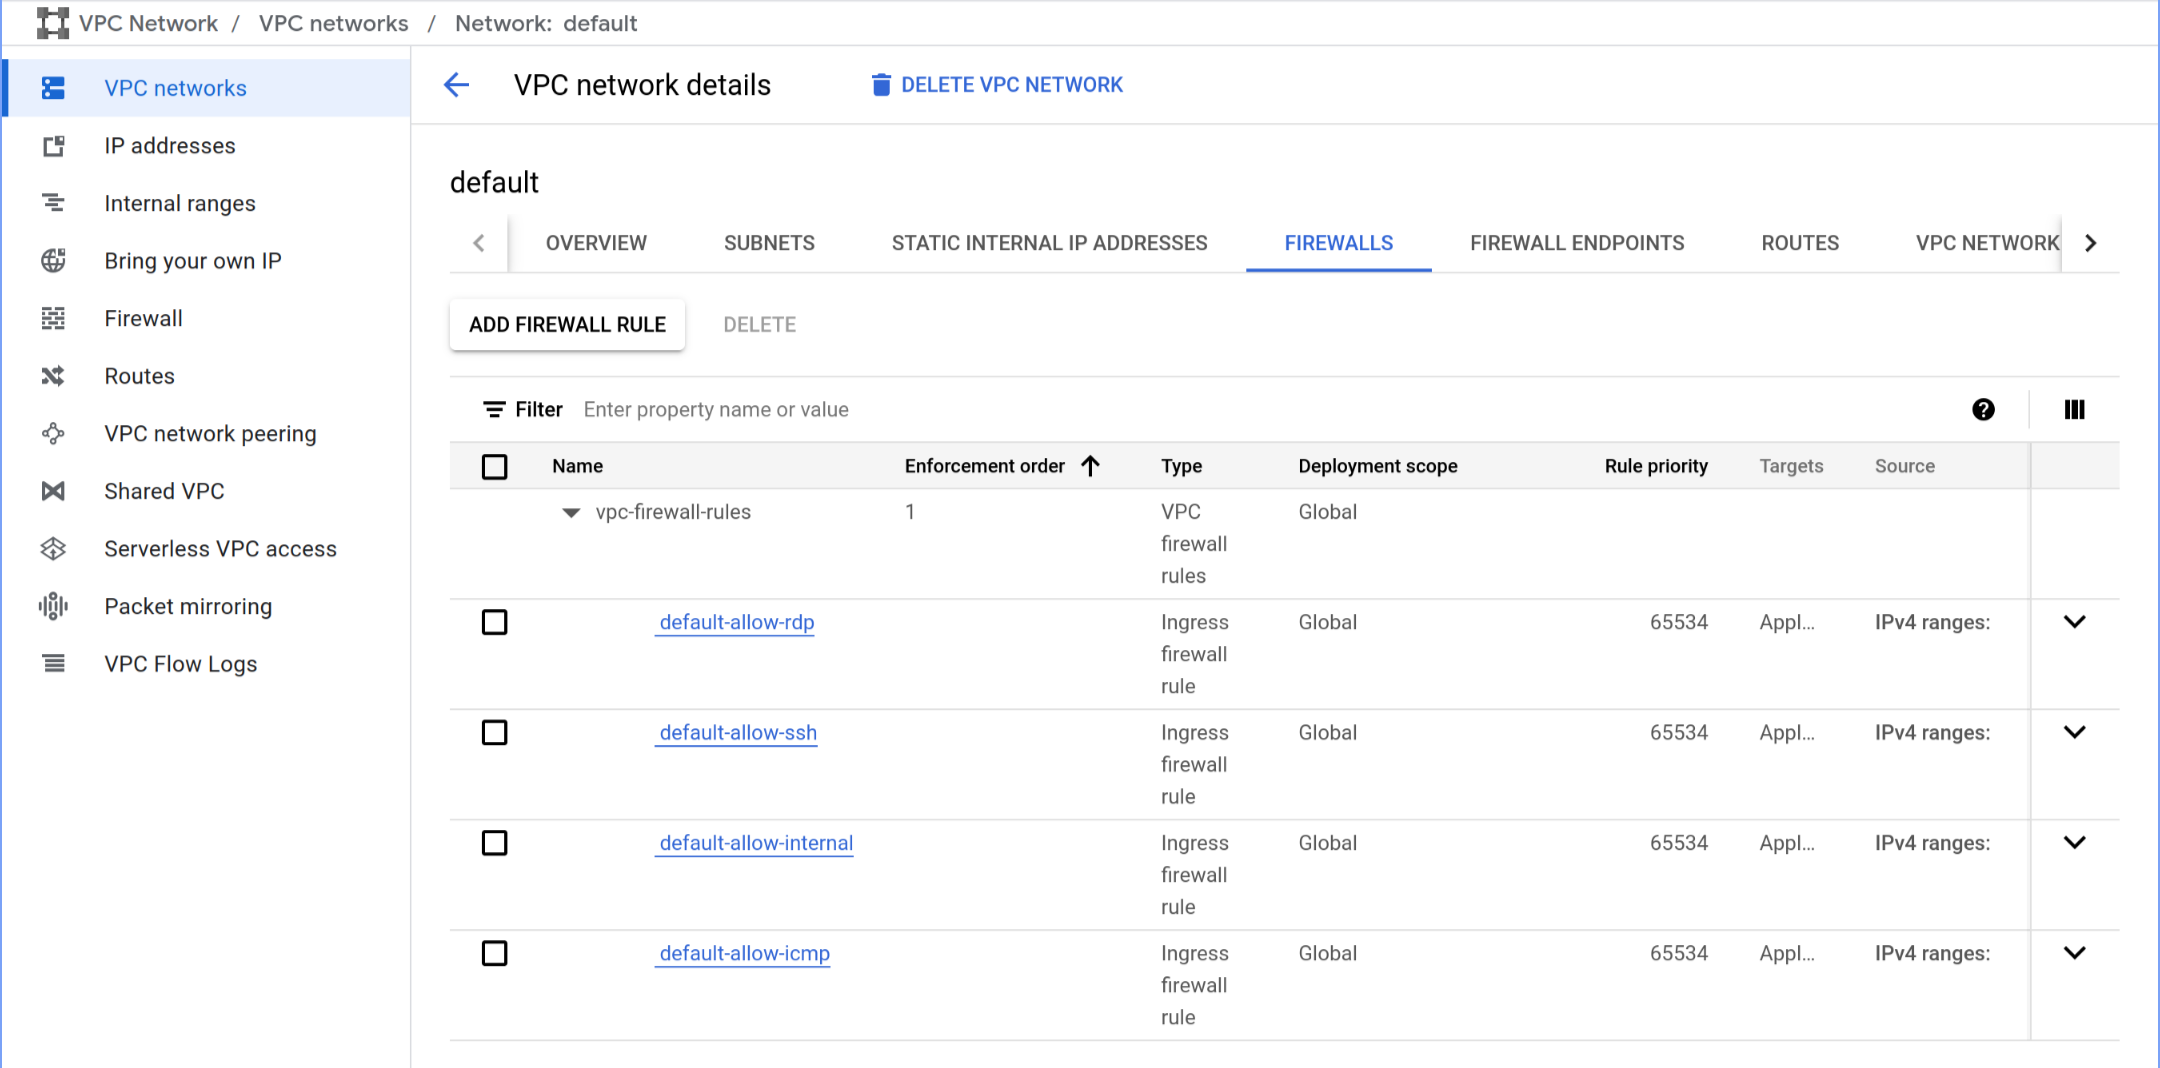 VPC Network / VPC networks / Network: default
VPC networks
IP addresses
Internal ranges
Bring your own IP
Firewall
Routes
VPC network peering
Shared VPC
Serverless VPC access
Packet mirroring
VPC Flow Logs
VPC network details
DELETE VPC NETWORK
default
OVERVIEW SUBNETS STATIC INTERNAL IP ADDRESSES FIREWALLS FIREWALL ENDPOINTS ROUTES VPC NETWORK
ADD FIREWALL RULE DELETE
Filter Enter property name or value
Name Enforcement order Type Deployment scope Rule priority Targets Source
vpc-firewall-rules 1 VPC Global
firewall
rules
default-allow-rdp Ingress Global 65534 Appl... IPv4 ranges:
firewall
rule
default-allow-ssh Ingress Global 65534 Appl... IPv4 ranges:
firewall
rule
default-allow-internal Ingress Global 65534 Appl... IPv4 ranges:
firewall
rule
default-allow-icmp Ingress Global 65534 Appl... IPv4 ranges:
firewall
rule